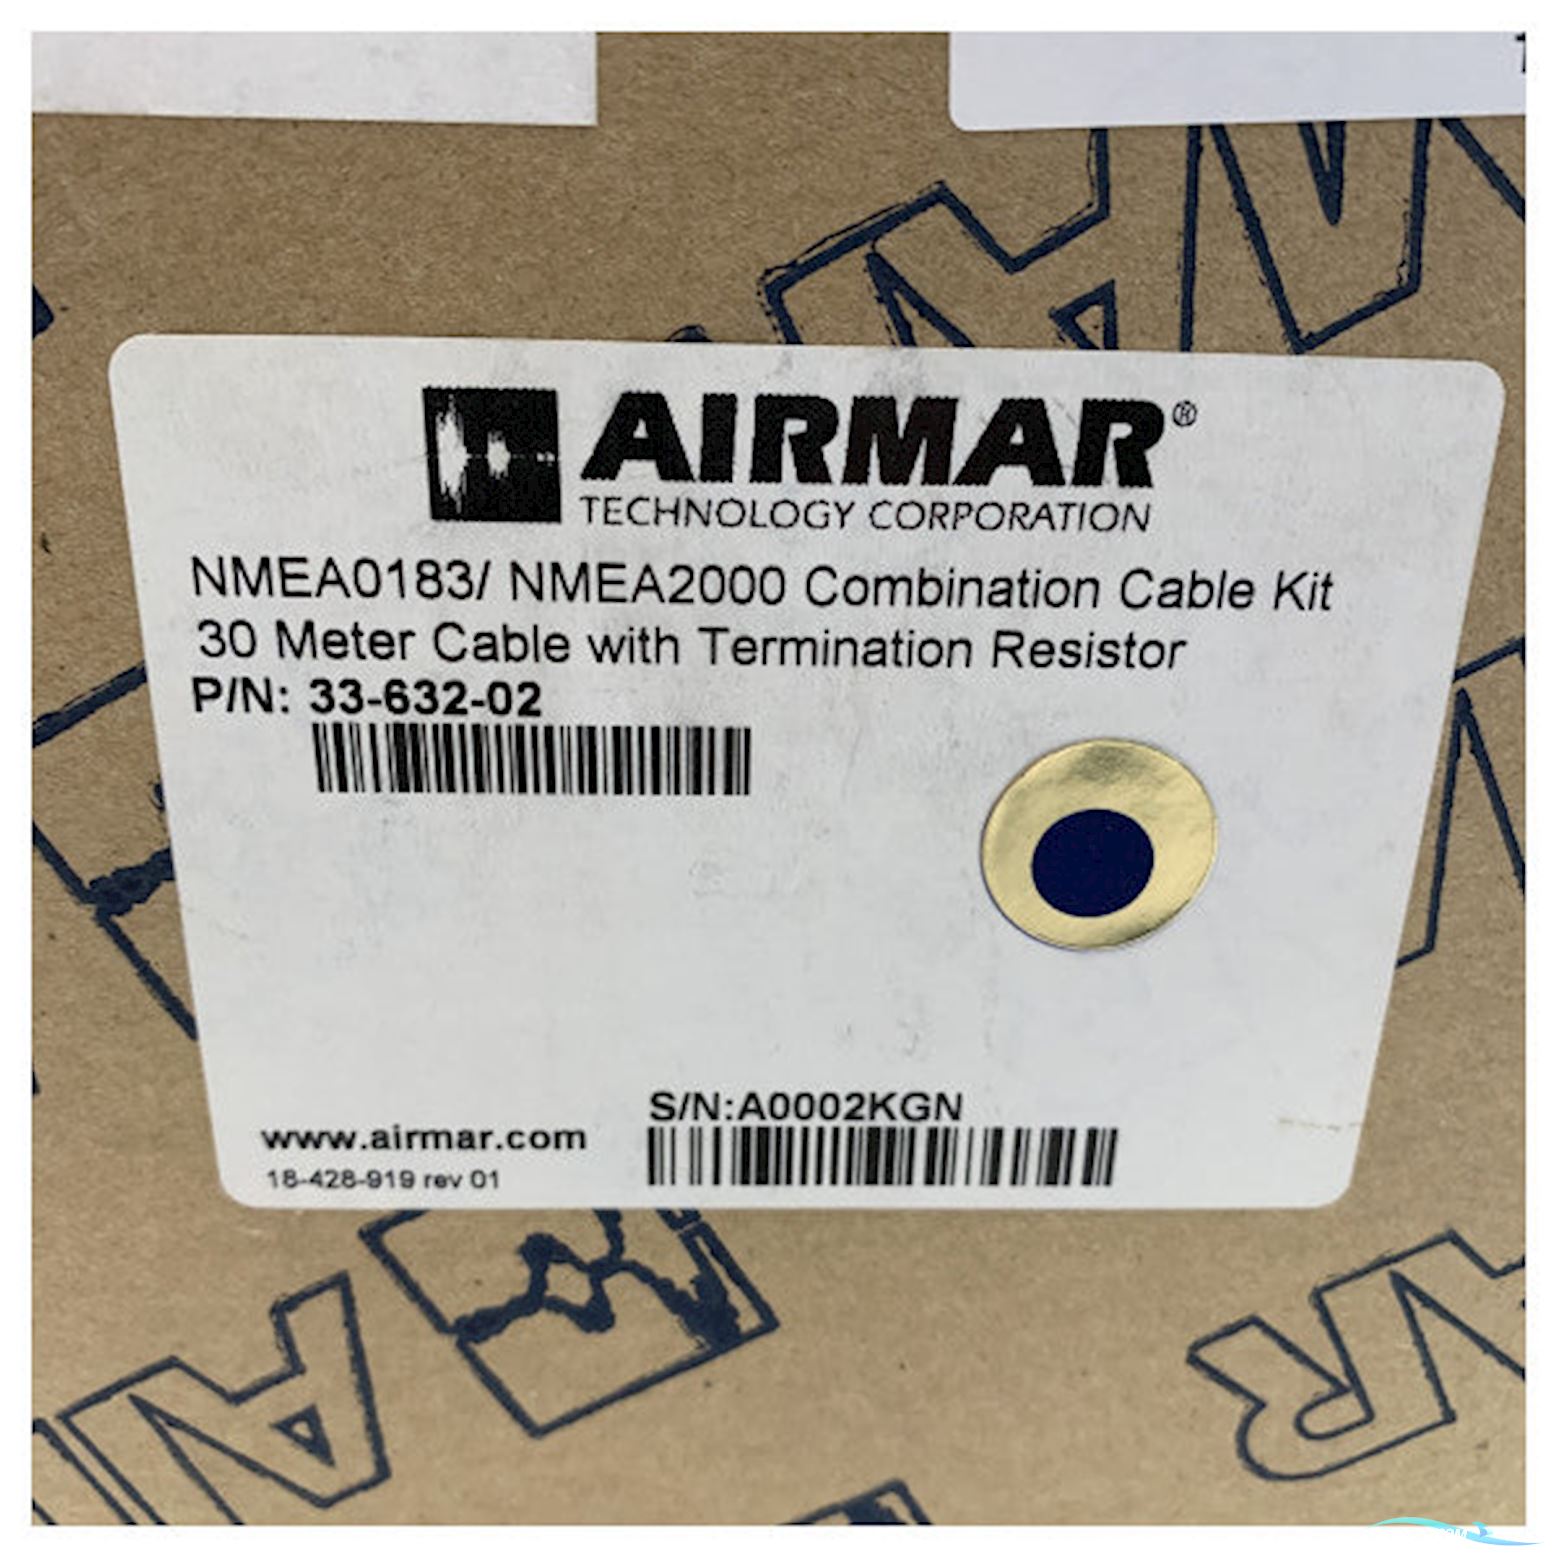 AIRMAR®
TECHNOLOGY CORPORATION
NMEA0183/ NMEA2000 Combination Cable Kit
30 Meter Cable with Termination Resistor
P/N: 33-632-02
S/N:A0002KGN
www.airmar.com
18-428-919 rev 01